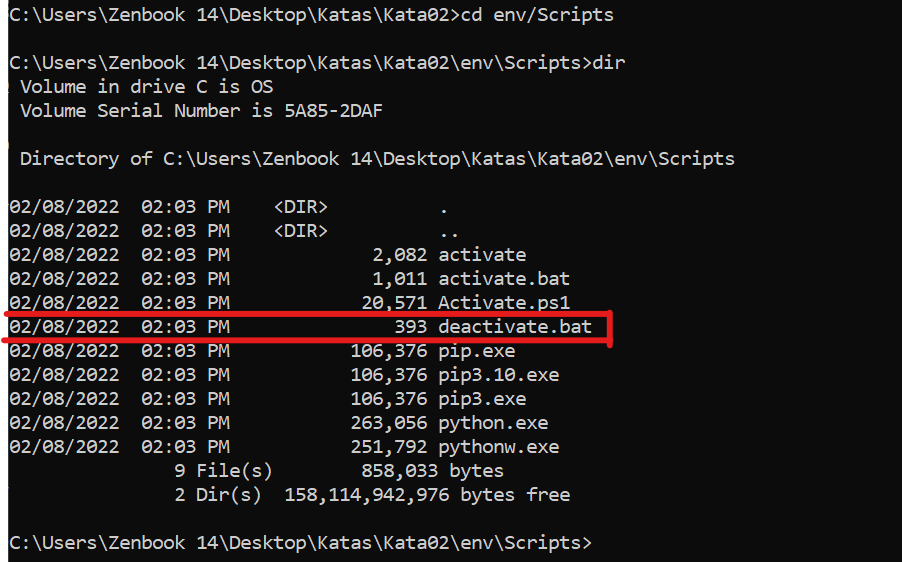 C:\Users\Zenbook 14\Desktop\Katas\Kata02>cd env/Scripts
C:\Users\Zenbook 14\Desktop\Katas\Kata02\env\Scripts>dir
Volume in drive C is OS
Volume Serial Number is 5A85-2DAF
Directory of C:\Users\Zenbook 14\Desktop\Katas\Kata02\env\Scripts
02/08/2022  02:03 PM    <DIR>          .
02/08/2022  02:03 PM    <DIR>          ..
02/08/2022  02:03 PM             2,082 activate
02/08/2022  02:03 PM             1,011 activate.bat
02/08/2022  02:03 PM            20,571 Activate.ps1
02/08/2022  02:03 PM               393 deactivate.bat
02/08/2022  02:03 PM           106,376 pip.exe
02/08/2022  02:03 PM           106,376 pip3.10.exe
02/08/2022  02:03 PM           106,376 pip3.exe
02/08/2022  02:03 PM           263,056 python.exe
02/08/2022  02:03 PM           251,792 pythonw.exe
9 File(s)        858,033 bytes
2 Dir(s)  158,114,942,976 bytes free
C:\Users\Zenbook 14\Desktop\Katas\Kata02\env\Scripts>